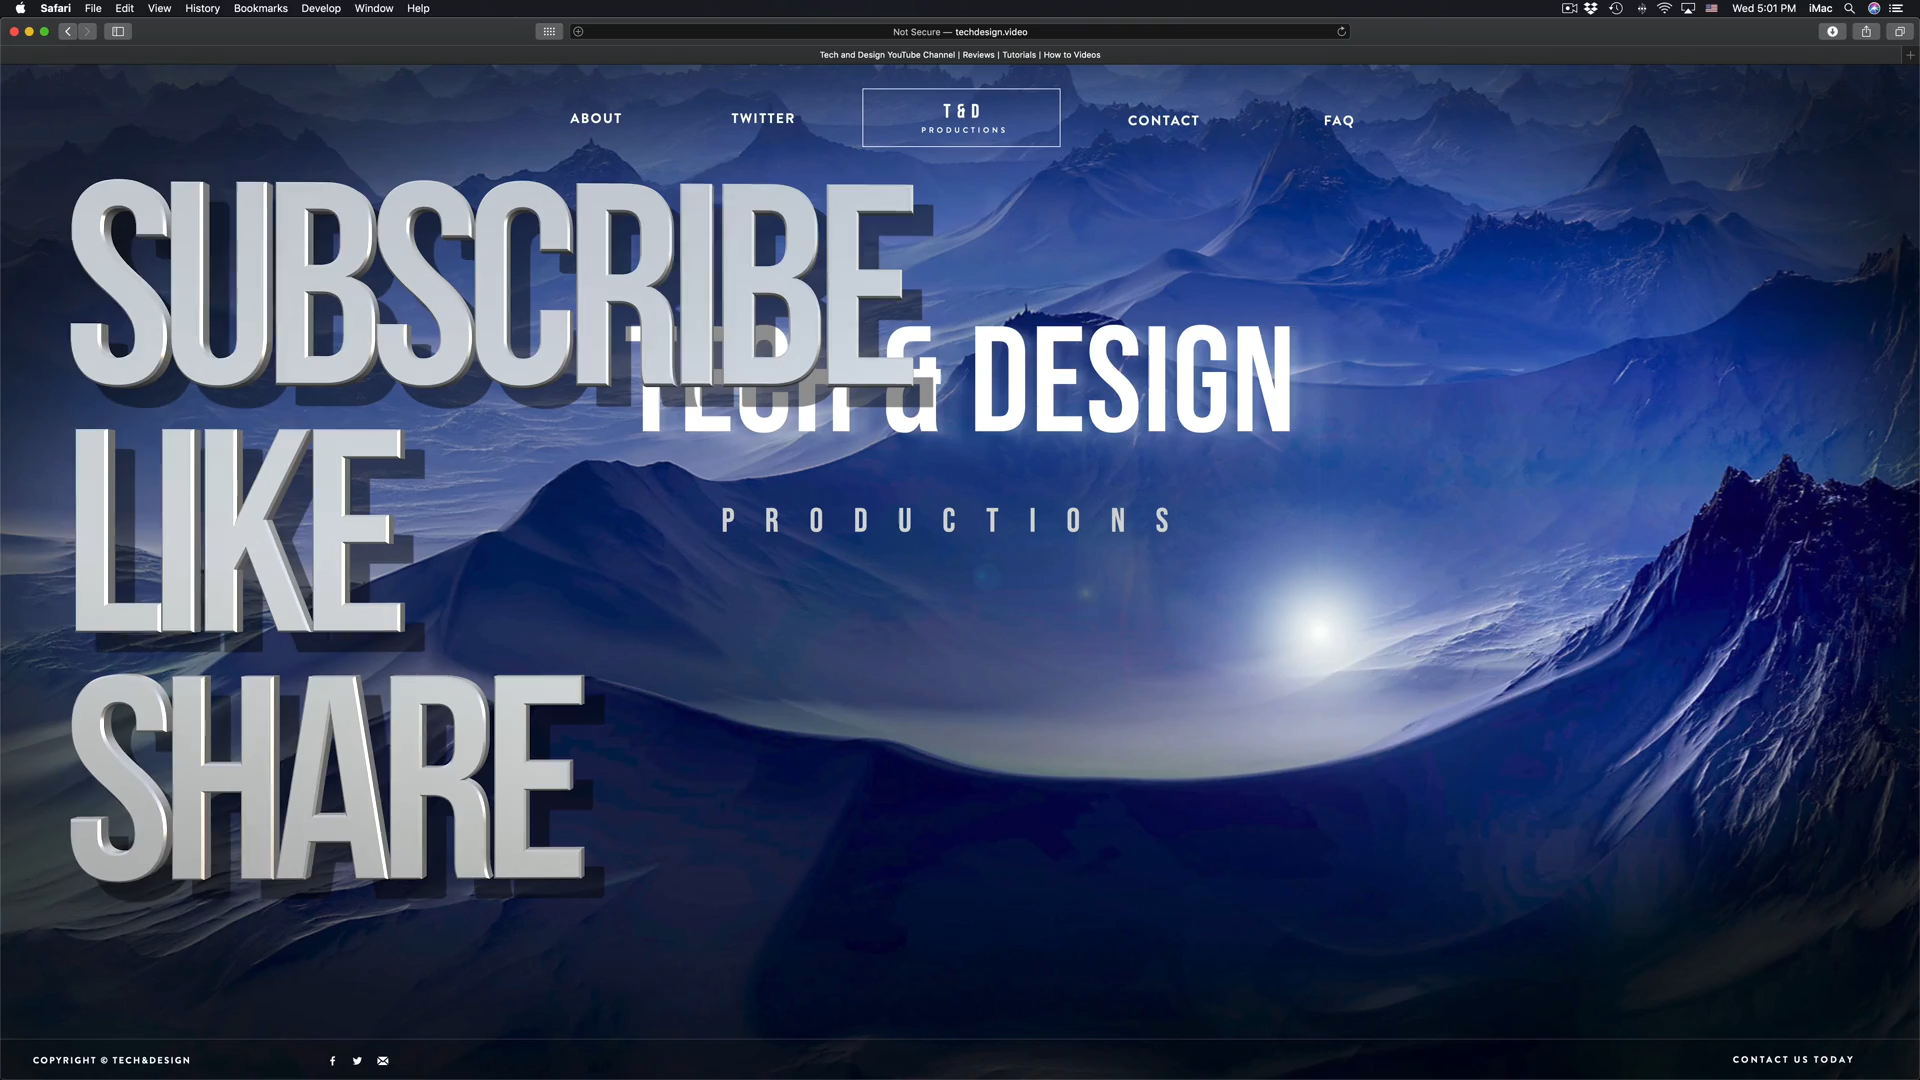 Safari File Edit View History Bookmarks Develop Window Help Wed 5:01 PM iMac
Not Secure — techdesign.video
Tech and Design YouTube Channel | Reviews | Tutorials | How to Videos
ABOUT TWITTER T&D CONTACT FAQ
PRODUCTIONS
SUBSCRIBE
TECH & DESIGN
LIKE
PRODUCTIONS
SHARE
COPYRIGHT © TECH&DESIGN CONTACT US TODAY